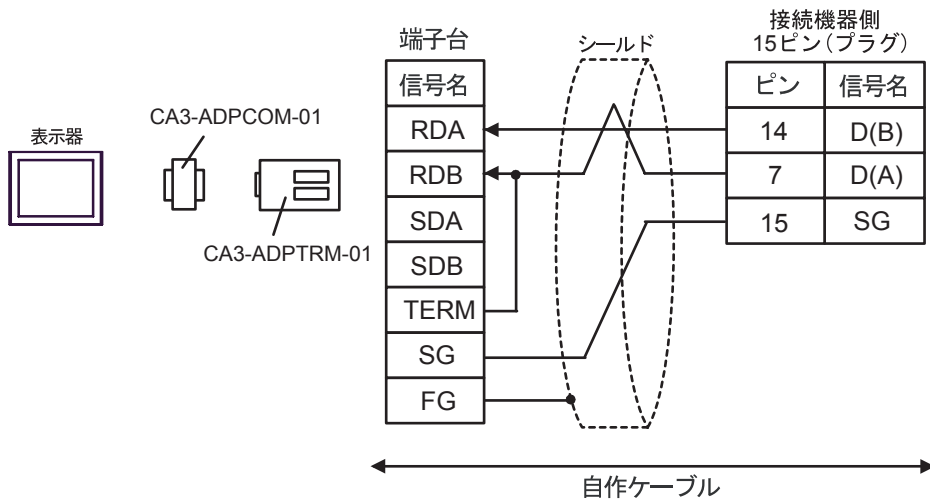 表示器
CA3-ADPCOM-01
CA3-ADPTRM-01
端子台
信号名
RDA
RDB
SDA
SDB
TERM
SG
FG
シールド
接続機器側
15ピン(プラグ)
ピン 信号名
14 D(B)
7 D(A)
15 SG
自作ケーブル